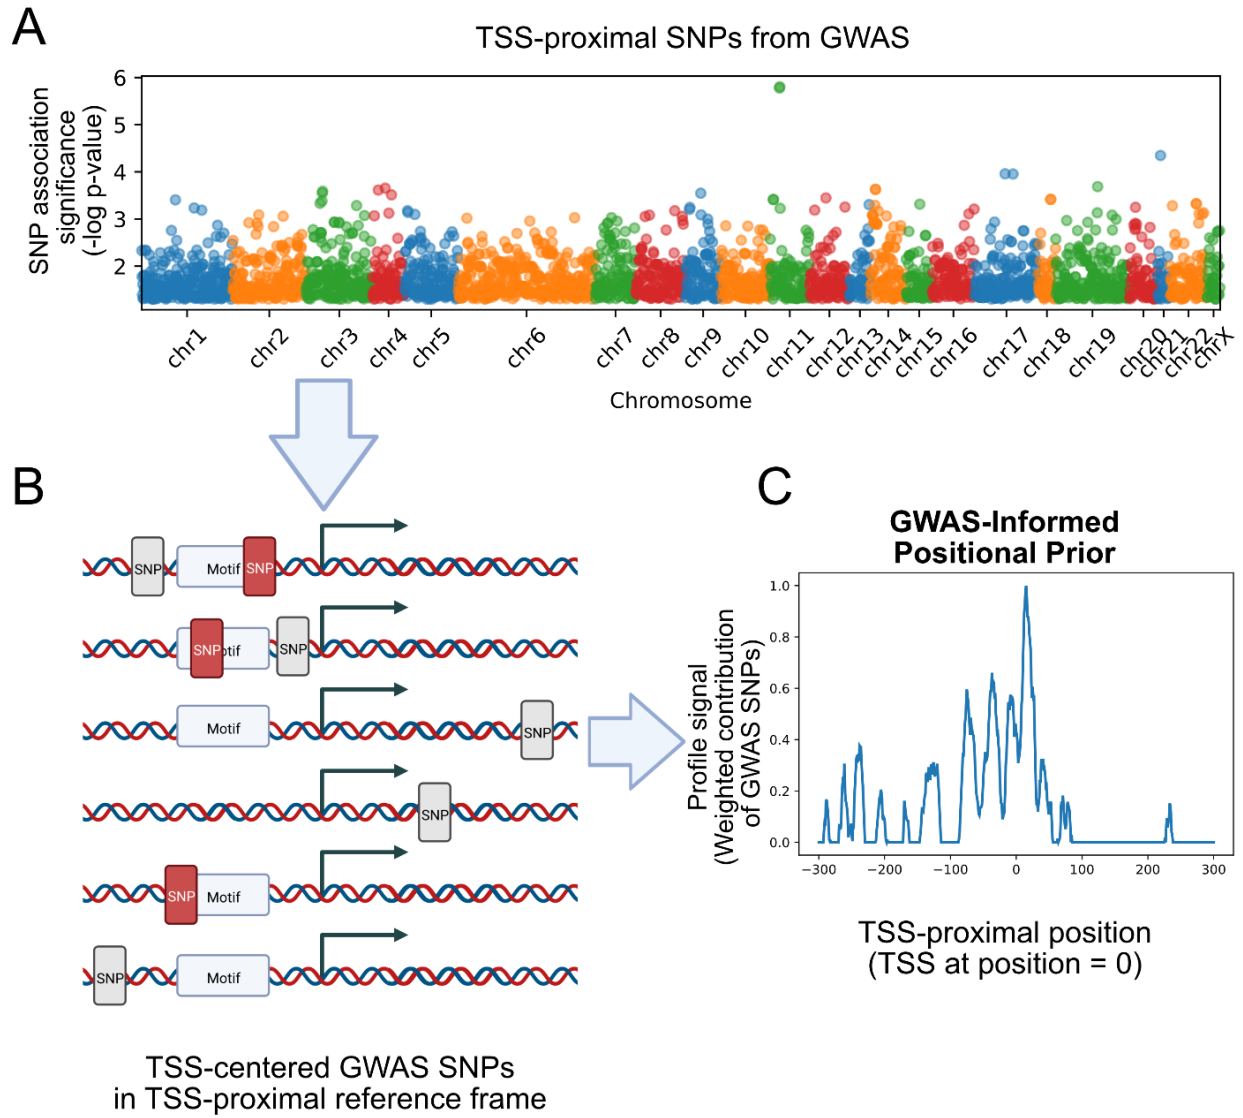 A
TSS-proximal SNPs from GWAS
SNP association
significance
(-log p-value)
6
5
4
3
2
chr1
chr2
chr3
chr4
chr5
chr6
chr7
chr8
chr9
chr10
chr11
chr12
chr13
chr14
chr15
chr16
chr17
chr18
chr19
chr20
chr21
chr22
chrX
Chromosome
B
SNP
Motif
SNP
SNP
otif
SNP
Motif
SNP
SNP
SNP
Motif
SNP
Motif
TSS-centered GWAS SNPs
in TSS-proximal reference frame
C
GWAS-Informed
Positional Prior
Profile signal
(Weighted contribution
of GWAS SNPs)
1.0
0.8
0.6
0.4
0.2
0.0
−300
−200
−100
0
100
200
300
TSS-proximal position
(TSS at position = 0)